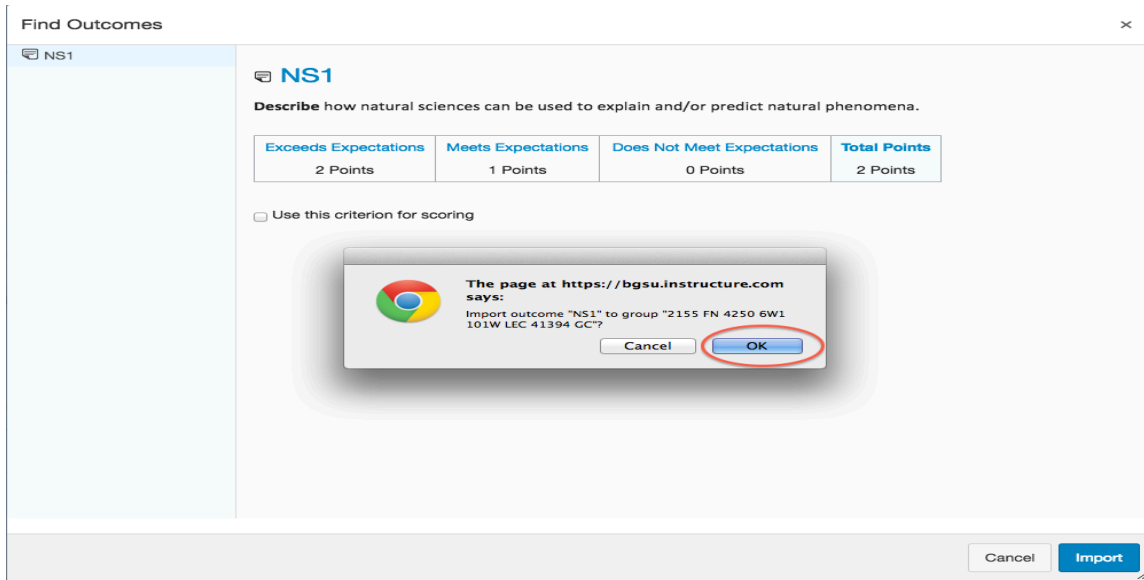 Find Outcomes
×
NS1
NS1
Describe how natural sciences can be used to explain and/or predict natural phenomena.
Exceeds Expectations Meets Expectations Does Not Meet Expectations Total Points
2 Points 1 Points 0 Points 2 Points
Use this criterion for scoring
The page at https://bgsu.instructure.com
says:
Import outcome "NS1" to group "2155 FN 4250 6W1
101W LEC 41394 GC"?
Cancel OK
Cancel Import